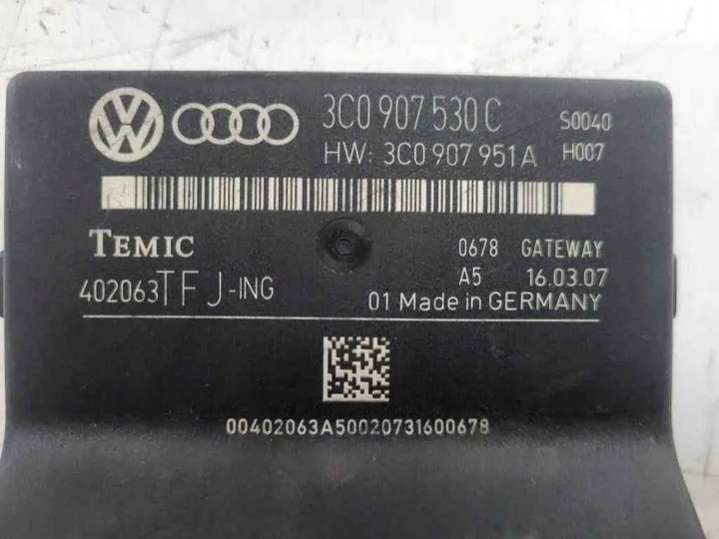 3C0 907 530 C S0040
HW: 3C0 907 951 A H007
TEMIC 0678 GATEWAY
402063TFJ-ING A5 16.03.07
01 Made in GERMANY
00402063A50020731600678